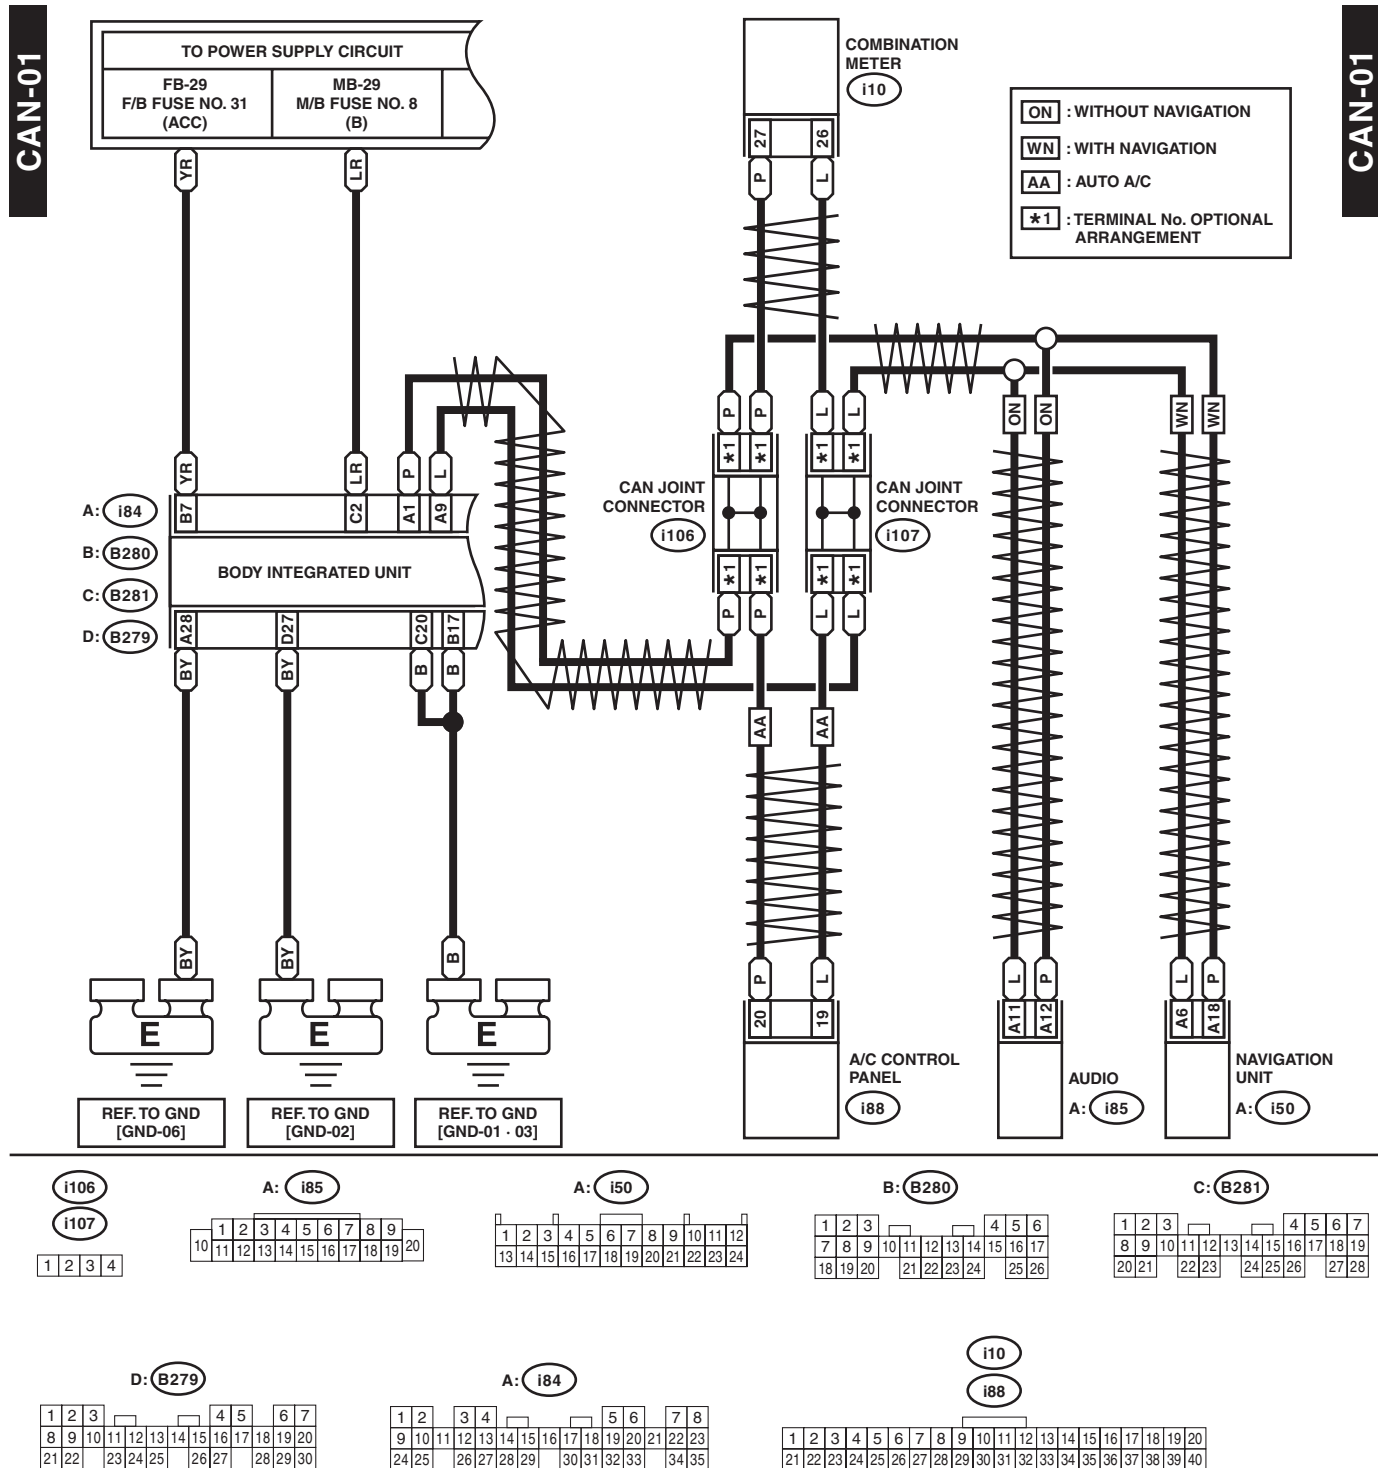 CAN-01
CAN-01
TO POWER SUPPLY CIRCUIT
FB-29
F/B FUSE NO. 31
(ACC)
MB-29
M/B FUSE NO. 8
(B)
COMBINATION
METER
i10
ON : WITHOUT NAVIGATION
WN : WITH NAVIGATION
AA : AUTO A/C
*1 : TERMINAL No. OPTIONAL
ARRANGEMENT
27 26
P L
YR LR
P P L L
ON ON WN WN
*1 *1 *1 *1
YR LR P L
B7 C2 A1 A9
CAN JOINT
CONNECTOR
i106
CAN JOINT
CONNECTOR
i107
A: i84
B: B280
C: B281
D: B279
BODY INTEGRATED UNIT
*1 *1 *1 *1
P P L L
A28 D27 C20 B17
BY BY B B
AA AA
BY BY B
P L L P L P
20 19 A11 A12 A6 A18
E E E
REF. TO GND
[GND-06]
REF. TO GND
[GND-02]
REF. TO GND
[GND-01 · 03]
A/C CONTROL
PANEL
i88
AUDIO
A: i85
NAVIGATION
UNIT
A: i50
i106
i107
1 2 3 4
A: i85
1 2 3 4 5 6 7 8 9
10 11 12 13 14 15 16 17 18 19 20
A: i50
1 2 3 4 5 6 7 8 9 10 11 12
13 14 15 16 17 18 19 20 21 22 23 24
B: B280
1 2 3 4 5 6
7 8 9 10 11 12 13 14 15 16 17
18 19 20 21 22 23 24 25 26
C: B281
1 2 3 4 5 6 7
8 9 10 11 12 13 14 15 16 17 18 19
20 21 22 23 24 25 26 27 28
D: B279
1 2 3 4 5 6 7
8 9 10 11 12 13 14 15 16 17 18 19 20
21 22 23 24 25 26 27 28 29 30
A: i84
1 2 3 4 5 6 7 8
9 10 11 12 13 14 15 16 17 18 19 20 21 22 23
24 25 26 27 28 29 30 31 32 33 34 35
i10
i88
1 2 3 4 5 6 7 8 9 10 11 12 13 14 15 16 17 18 19 20
21 22 23 24 25 26 27 28 29 30 31 32 33 34 35 36 37 38 39 40